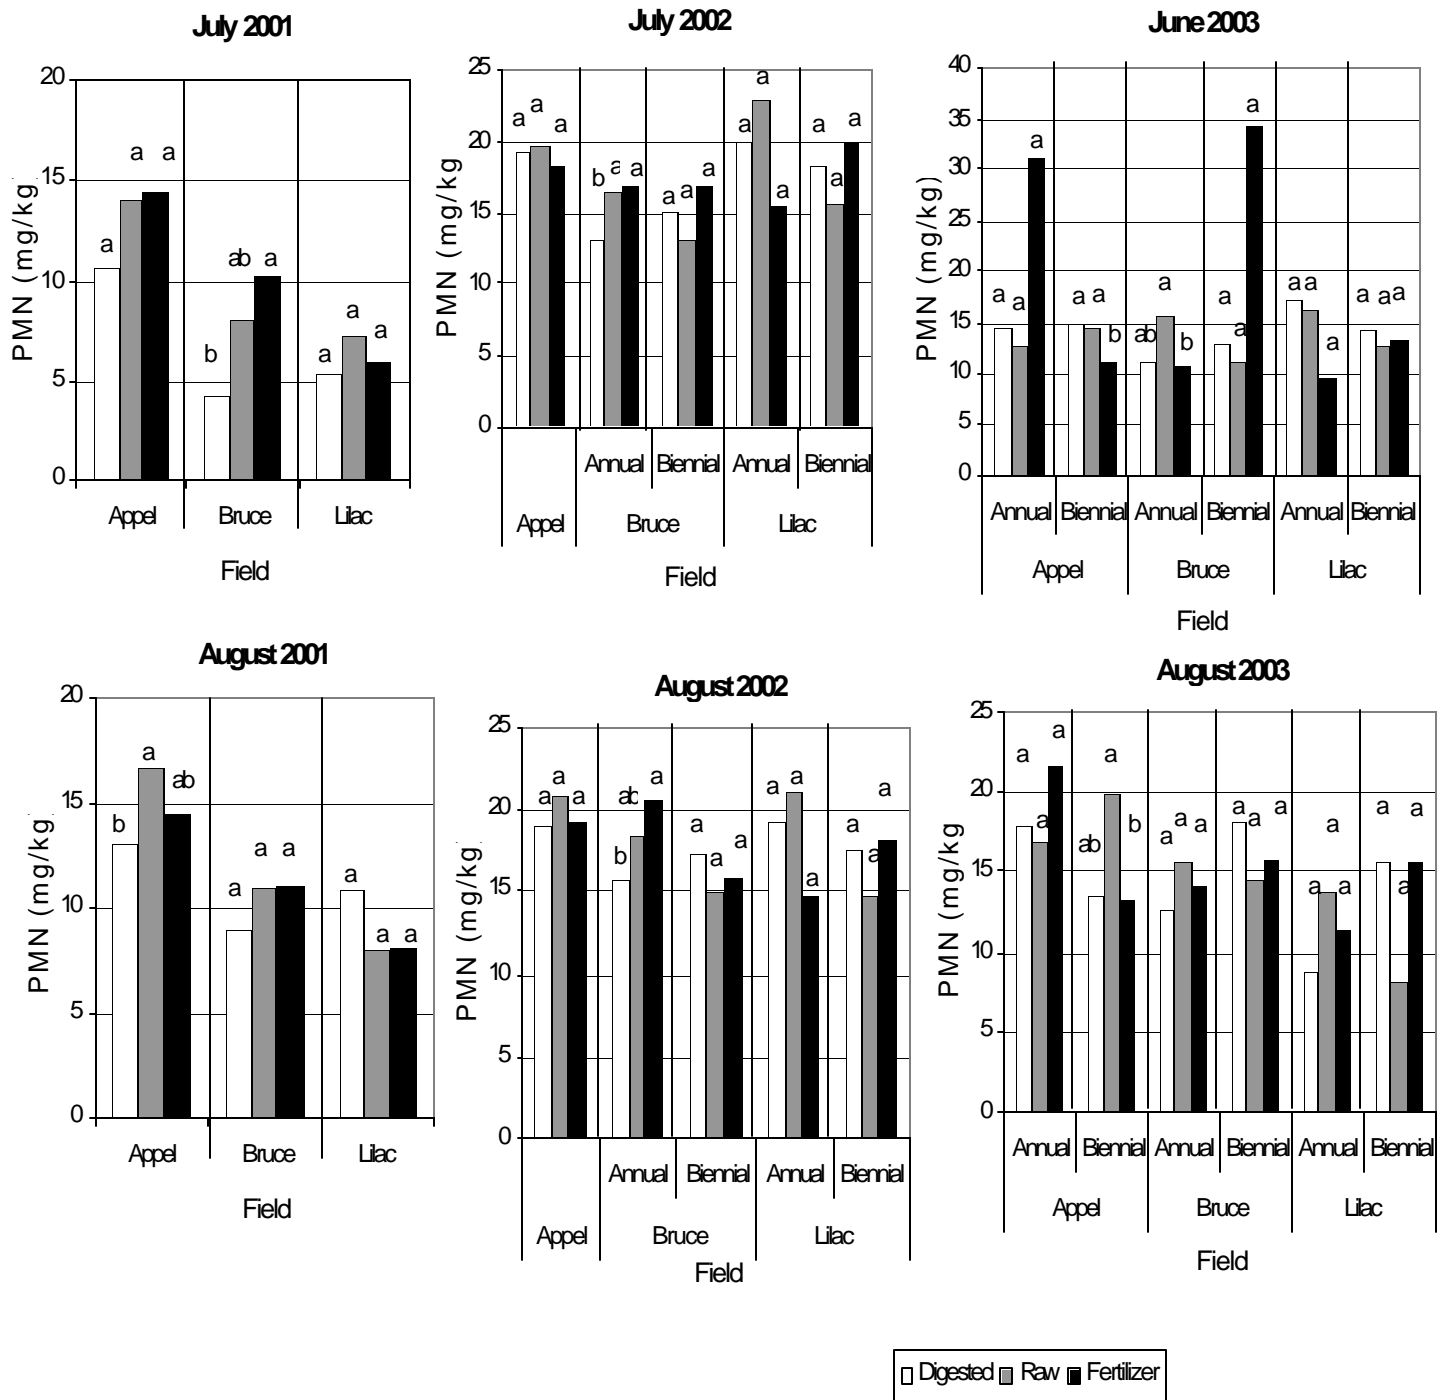 July 2001
20
15
10
5
0
PMN (mg/kg)
a
a
a
b
ab
a
a
a
a
Appel
Bruce
Lilac
Field
July 2002
25
20
15
10
5
0
PMN (mg/kg
a
a
a
b
a
a
a
a
a
a
a
a
a
a
a
Annual
Biennial
Annual
Biennial
Appel
Bruce
Lilac
Field
June 2003
40
35
30
25
20
15
10
5
0
PMN (mg/kg)
a
a
a
a
a
b
ab
a
b
a
a
a
a
a
a
a
a
a
Annual
Biennial
Annual
Biennial
Annual
Biennial
Appel
Bruce
Lilac
Field
August 2001
20
15
10
5
0
PMN (mg/kg)
b
a
ab
a
a
a
a
a
a
Appel
Bruce
Lilac
Field
August 2002
25
20
15
10
5
0
PMN (mg/kg)
a
a
a
b
ab
a
a
a
a
a
a
a
a
a
a
Annual
Biennial
Annual
Biennial
Appel
Bruce
Lilac
Field
August 2003
25
20
15
10
5
0
PMN (mg/kg
a
a
a
ab
a
b
a
a
a
a
a
a
a
a
a
a
a
a
Annual
Biennial
Annual
Biennial
Annual
Biennial
Appel
Bruce
Lilac
Field
Digested Raw Fertilizer